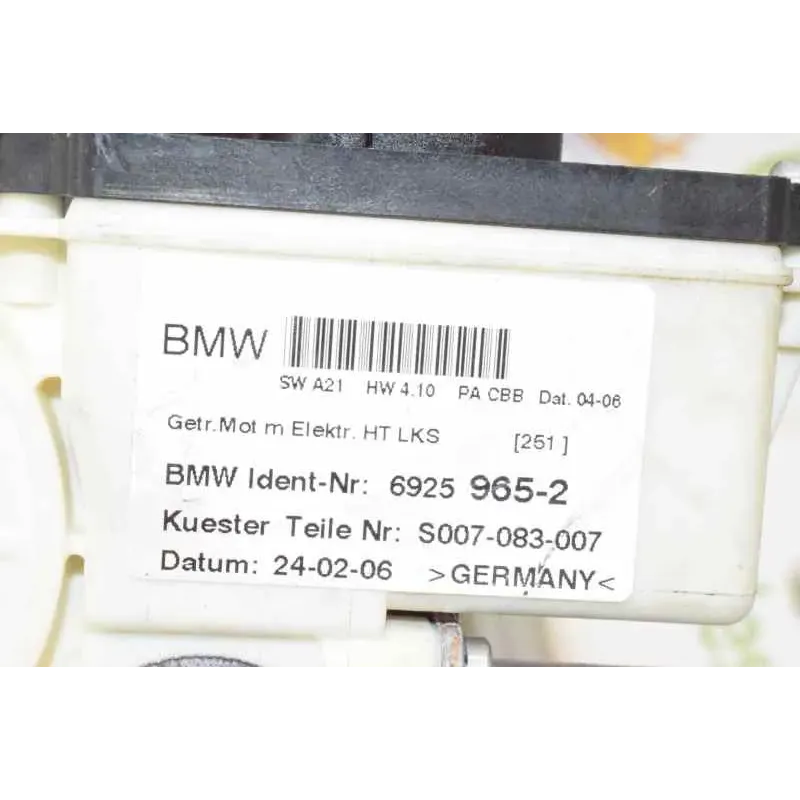 BMW
SW A21 HW 4.10 PA CBB Dat. 04-06
Getr.Mot m Elektr. HT LKS [251 ]
BMW Ident-Nr: 6925 965-2
Kuester Teile Nr: S007-083-007
Datum: 24-02-06 >GERMANY<